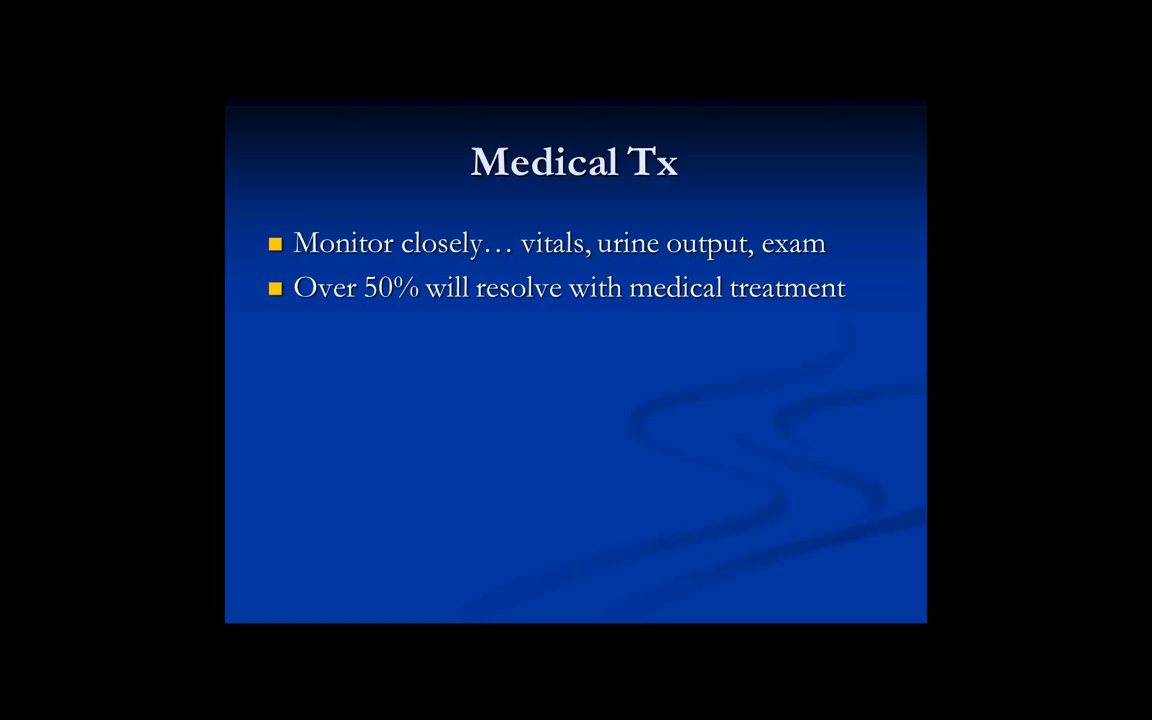 Medical Tx
Monitor closely… vitals, urine output, exam
Over 50% will resolve with medical treatment